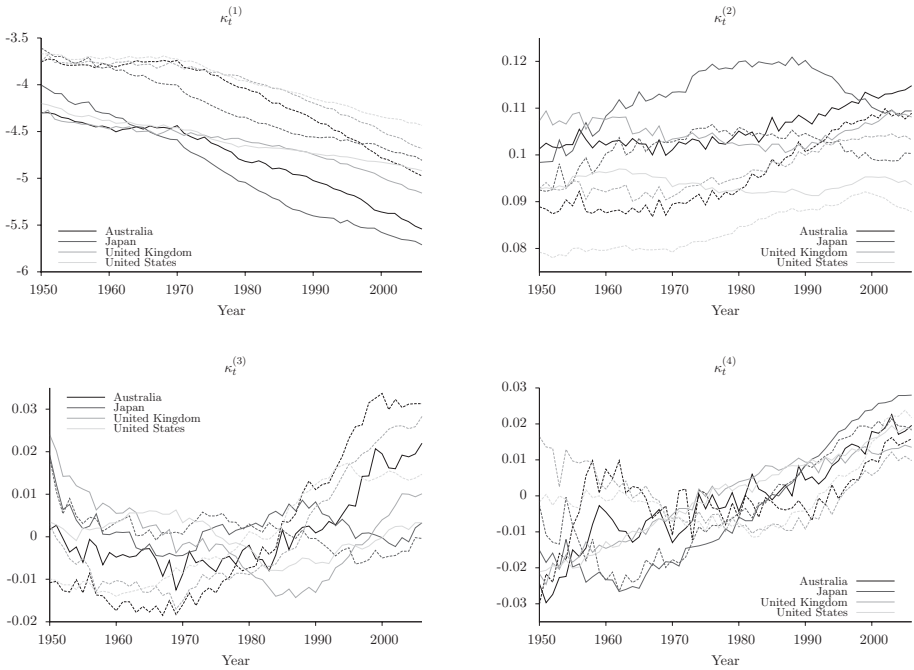 κ_t^{(1)}
-3.5
-4
-4.5
-5
-5.5
-6
Australia
Japan
United Kingdom
United States
1950 1960 1970 1980 1990 2000
Year
κ_t^{(2)}
0.12
0.11
0.1
0.09
0.08
Australia
Japan
United Kingdom
United States
1950 1960 1970 1980 1990 2000
Year
κ_t^{(3)}
0.03
0.02
0.01
0
-0.01
-0.02
Australia
Japan
United Kingdom
United States
1950 1960 1970 1980 1990 2000
Year
κ_t^{(4)}
0.03
0.02
0.01
0
-0.01
-0.02
-0.03
Australia
Japan
United Kingdom
United States
1950 1960 1970 1980 1990 2000
Year